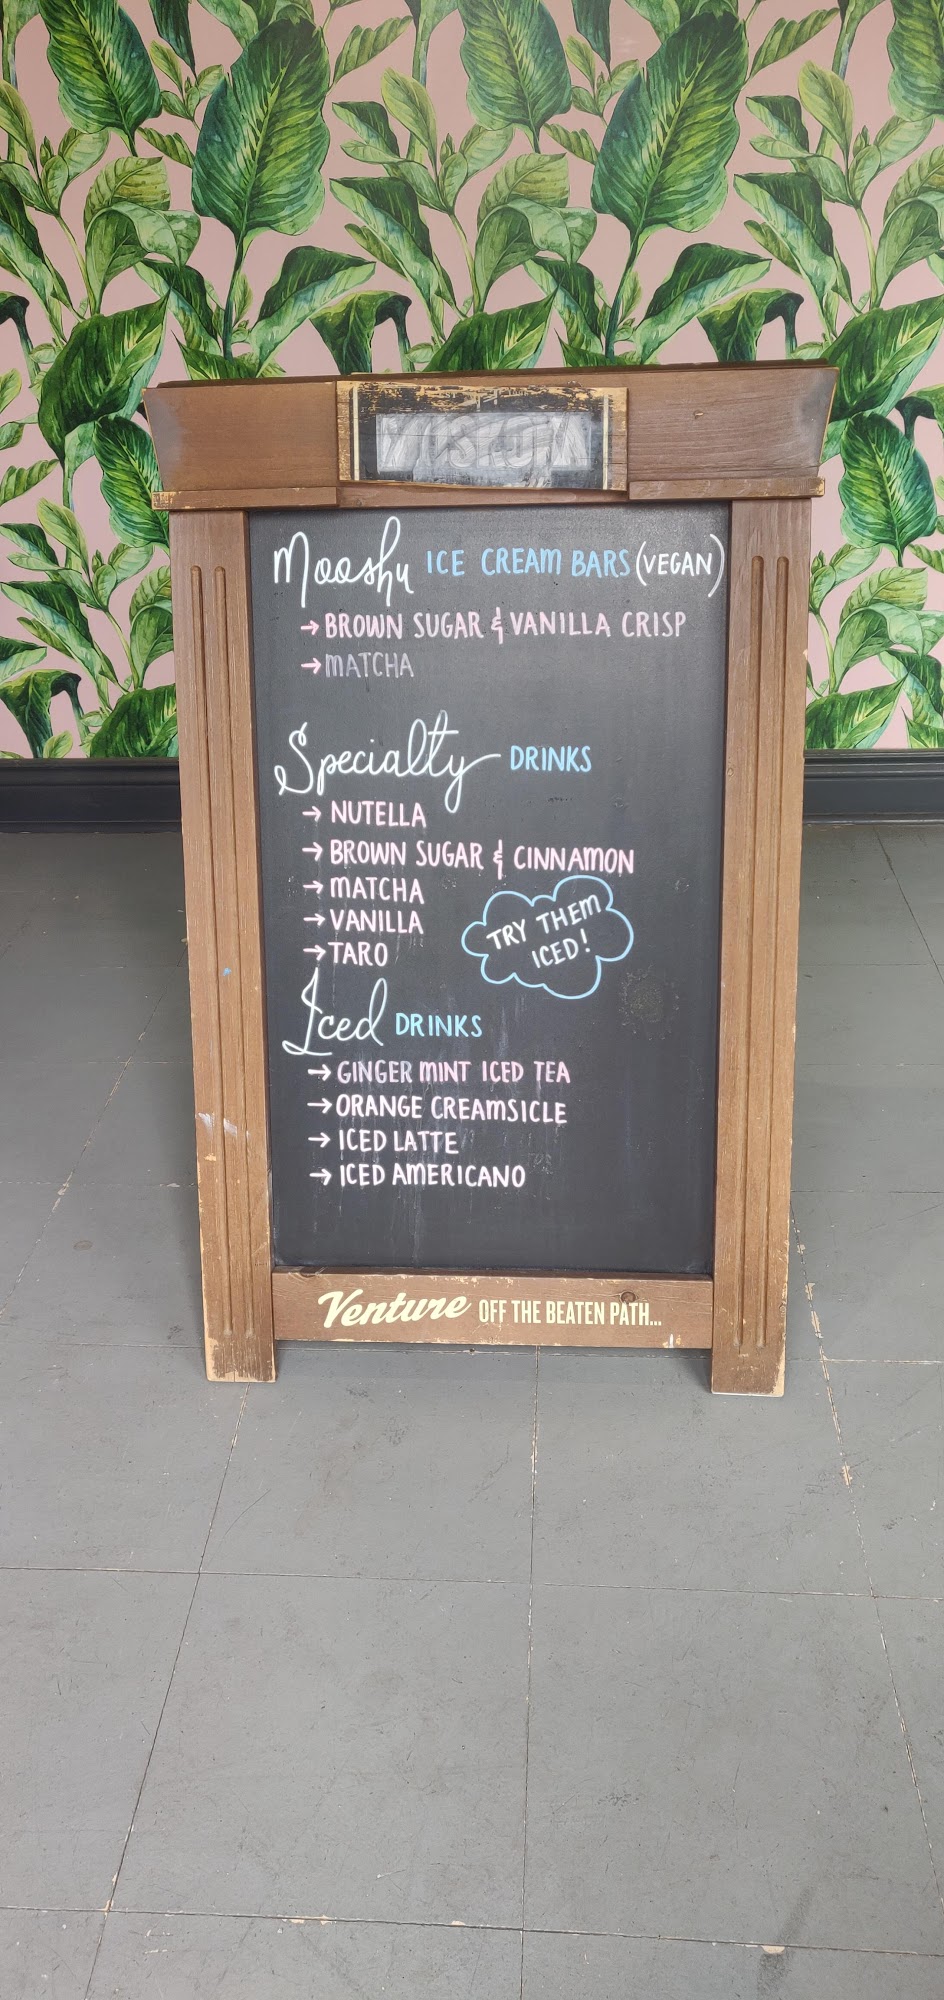 Mooshu ICE CREAM BARS (VEGAN)
→ BROWN SUGAR & VANILLA CRISP
→ MATCHA
Specialty DRINKS
→ NUTELLA
→ BROWN SUGAR & CINNAMON
→ MATCHA
→ VANILLA
→ TARO
TRY THEM
ICED!
Iced DRINKS
→ GINGER MINT ICED TEA
→ ORANGE CREAMSICLE
→ ICED LATTE
→ ICED AMERICANO
Venture OFF THE BEATEN PATH...